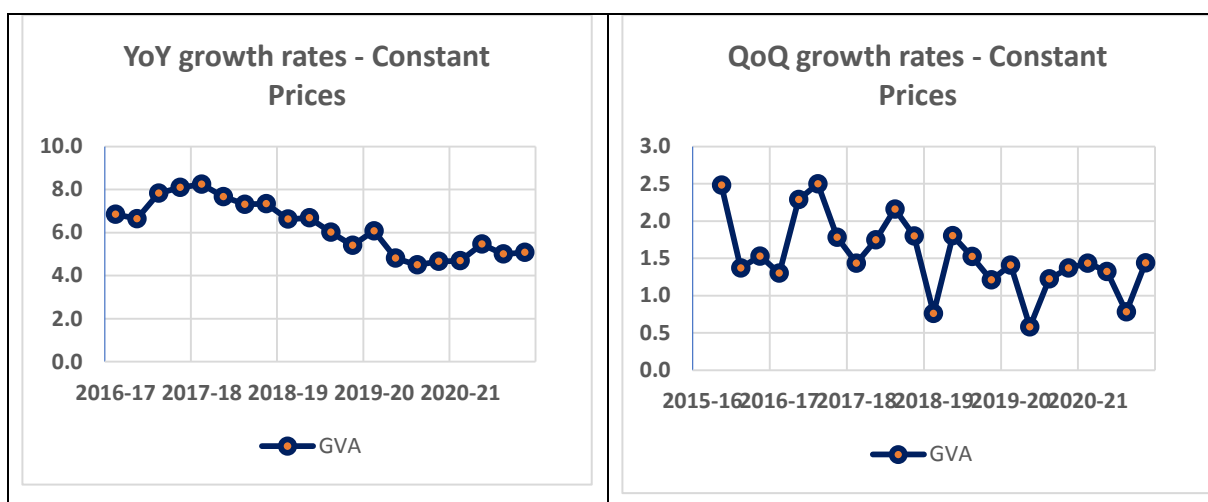 YoY growth rates - Constant
Prices
10.0
8.0
6.0
4.0
2.0
0.0
2016-17 2017-18 2018-19 2019-20 2020-21
GVA
QoQ growth rates - Constant
Prices
3.0
2.5
2.0
1.5
1.0
0.5
0.0
2015-16 2016-17 2017-18 2018-19 2019-20 2020-21
GVA